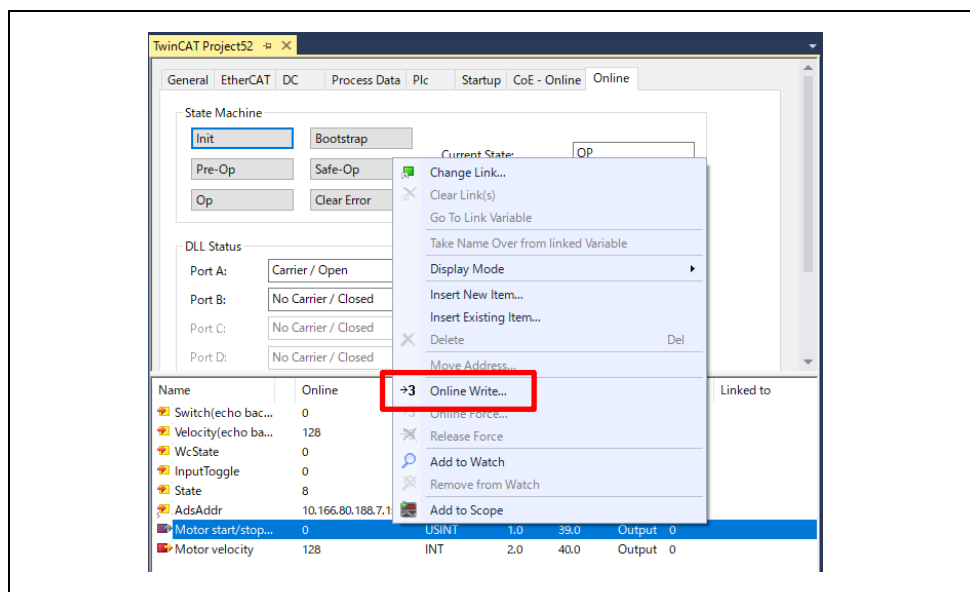 TwinCAT Project52
General EtherCAT DC Process Data Plc Startup CoE - Online Online
State Machine
Init Bootstrap
Current State: OP
Pre-Op Safe-Op
Op Clear Error
DLL Status
Port A: Carrier / Open
Port B: No Carrier / Closed
Port C: No Carrier / Closed
Port D: No Carrier / Closed
Change Link...
Clear Link(s)
Go To Link Variable
Take Name Over from linked Variable
Display Mode
Insert New Item...
Insert Existing Item...
Delete Del
Move Address...
→3 Online Write...
Online Force...
Release Force
Add to Watch
Remove from Watch
Add to Scope
Name Online Linked to
Switch(echo bac... 0
Velocity(echo ba... 128
WcState 0
InputToggle 0
State 8
AdsAddr 10.166.80.188.7.1
Motor start/stop... 0 USINT 1.0 39.0 Output 0
Motor velocity 128 INT 2.0 40.0 Output 0